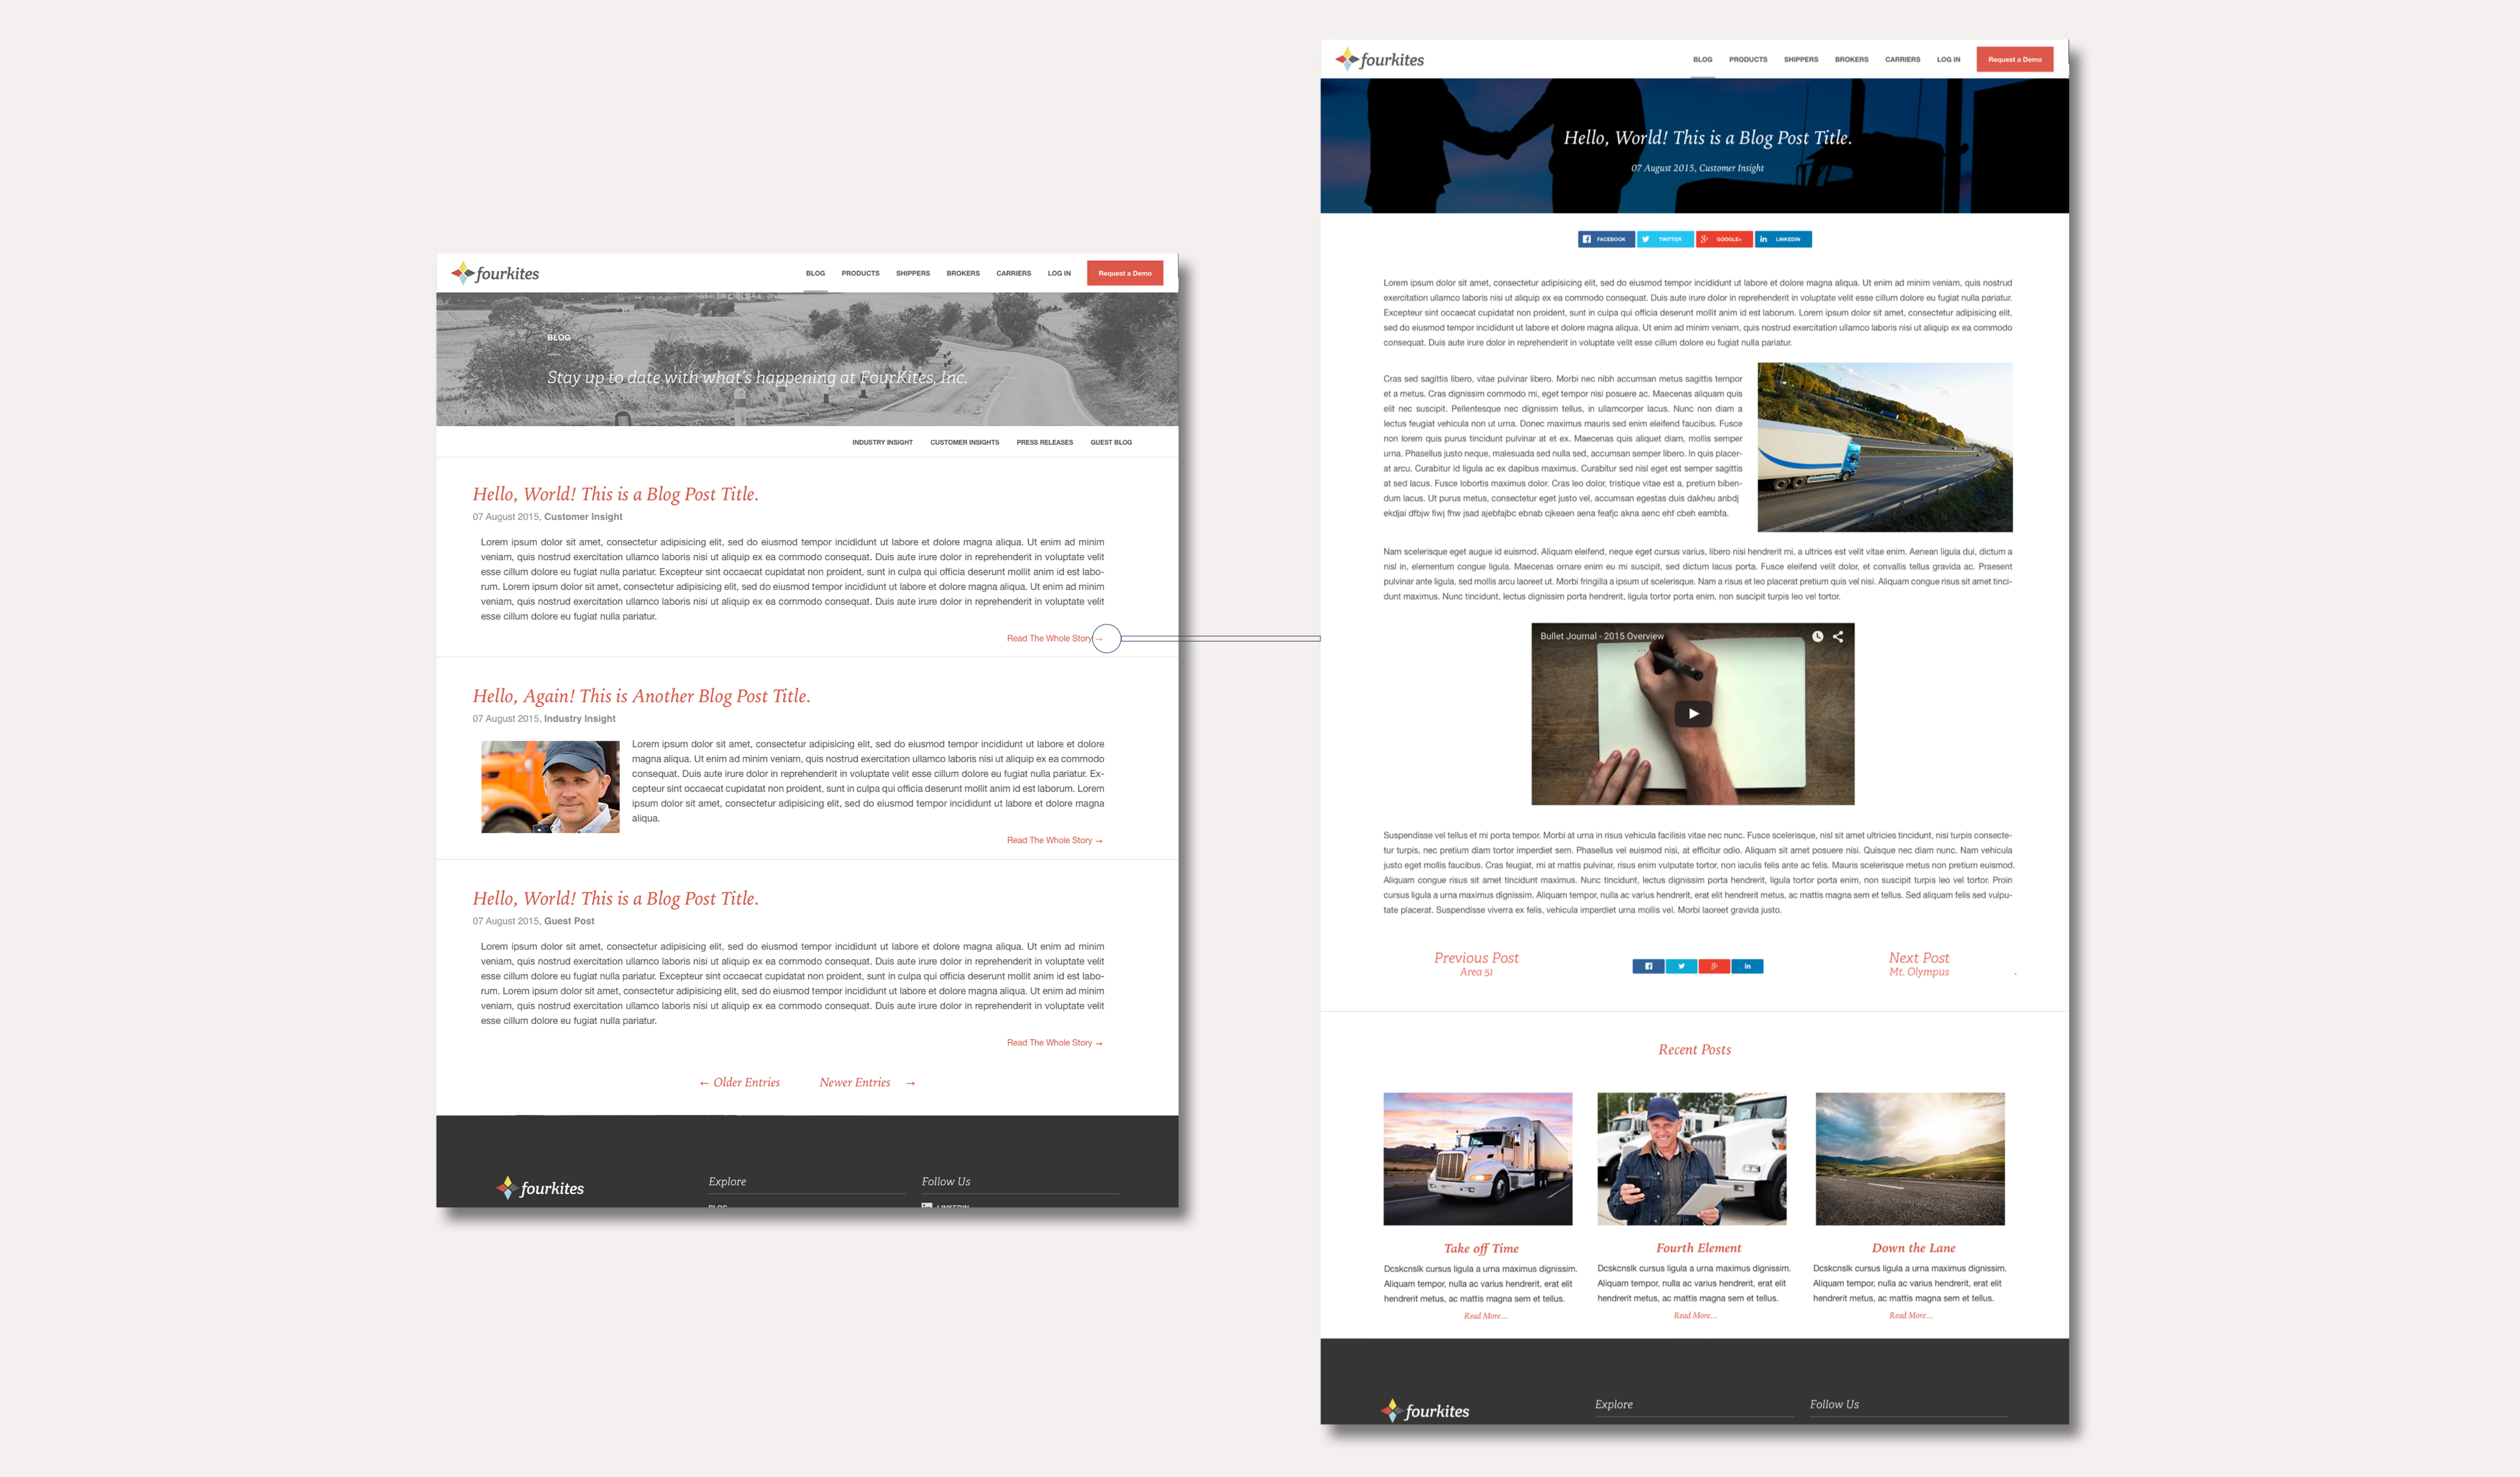 fourkites
BLOG PRODUCTS SHIPPERS BROKERS CARRIERS LOG IN Request a Demo
BLOG
Stay up to date with what's happening at FourKites, Inc.
INDUSTRY INSIGHT CUSTOMER INSIGHTS PRESS RELEASES GUEST BLOG
Hello, World! This is a Blog Post Title.
07 August 2015, Customer Insight
Lorem ipsum dolor sit amet, consectetur adipisicing elit, sed do eiusmod tempor incididunt ut labore et dolore magna aliqua. Ut enim ad minim
veniam, quis nostrud exercitation ullamco laboris nisi ut aliquip ex ea commodo consequat. Duis aute irure dolor in reprehenderit in voluptate velit
esse cillum dolore eu fugiat nulla pariatur. Excepteur sint occaecat cupidatat non proident, sunt in culpa qui officia deserunt mollit anim id est labo-
rum. Lorem ipsum dolor sit amet, consectetur adipisicing elit, sed do eiusmod tempor incididunt ut labore et dolore magna aliqua. Ut enim ad minim
veniam, quis nostrud exercitation ullamco laboris nisi ut aliquip ex ea commodo consequat. Duis aute irure dolor in reprehenderit in voluptate velit
esse cillum dolore eu fugiat nulla pariatur.
Read The Whole Story →
Hello, Again! This is Another Blog Post Title.
07 August 2015, Industry Insight
Lorem ipsum dolor sit amet, consectetur adipisicing elit, sed do eiusmod tempor incididunt ut labore et dolore
magna aliqua. Ut enim ad minim veniam, quis nostrud exercitation ullamco laboris nisi ut aliquip ex ea commodo
consequat. Duis aute irure dolor in reprehenderit in voluptate velit esse cillum dolore eu fugiat nulla pariatur. Ex-
cepteur sint occaecat cupidatat non proident, sunt in culpa qui officia deserunt mollit anim id est laborum. Lorem
ipsum dolor sit amet, consectetur adipisicing elit, sed do eiusmod tempor incididunt ut labore et dolore magna
aliqua.
Read The Whole Story →
Hello, World! This is a Blog Post Title.
07 August 2015, Guest Post
Lorem ipsum dolor sit amet, consectetur adipisicing elit, sed do eiusmod tempor incididunt ut labore et dolore magna aliqua. Ut enim ad minim
veniam, quis nostrud exercitation ullamco laboris nisi ut aliquip ex ea commodo consequat. Duis aute irure dolor in reprehenderit in voluptate velit
esse cillum dolore eu fugiat nulla pariatur. Excepteur sint occaecat cupidatat non proident, sunt in culpa qui officia deserunt mollit anim id est labo-
rum. Lorem ipsum dolor sit amet, consectetur adipisicing elit, sed do eiusmod tempor incididunt ut labore et dolore magna aliqua. Ut enim ad minim
veniam, quis nostrud exercitation ullamco laboris nisi ut aliquip ex ea commodo consequat. Duis aute irure dolor in reprehenderit in voluptate velit
esse cillum dolore eu fugiat nulla pariatur.
Read The Whole Story →
← Older Entries Newer Entries →
fourkites Explore Follow Us
BLOG LINKEDIN
fourkites
BLOG PRODUCTS SHIPPERS BROKERS CARRIERS LOG IN Request a Demo
Hello, World! This is a Blog Post Title.
07 August 2015, Customer Insight
FACEBOOK TWITTER GOOGLE+ LINKEDIN
Lorem ipsum dolor sit amet, consectetur adipisicing elit, sed do eiusmod tempor incididunt ut labore et dolore magna aliqua. Ut enim ad minim veniam, quis nostrud
exercitation ullamco laboris nisi ut aliquip ex ea commodo consequat. Duis aute irure dolor in reprehenderit in voluptate velit esse cillum dolore eu fugiat nulla pariatur.
Excepteur sint occaecat cupidatat non proident, sunt in culpa qui officia deserunt mollit anim id est laborum. Lorem ipsum dolor sit amet, consectetur adipisicing elit,
sed do eiusmod tempor incididunt ut labore et dolore magna aliqua. Ut enim ad minim veniam, quis nostrud exercitation ullamco laboris nisi ut aliquip ex ea commodo
consequat. Duis aute irure dolor in reprehenderit in voluptate velit esse cillum dolore eu fugiat nulla pariatur.
Cras sed sagittis libero, vitae pulvinar libero. Morbi nec nibh accumsan metus sagittis tempor
et a metus. Cras dignissim commodo mi, eget tempor nisi posuere ac. Maecenas aliquam quis
elit nec suscipit. Pellentesque nec dignissim tellus, in ullamcorper lacus. Nunc non diam a
lectus feugiat vehicula non ut urna. Donec maximus mauris sed enim eleifend faucibus. Fusce
non lorem quis purus tincidunt pulvinar at et ex. Maecenas quis aliquet diam, mollis semper
urna. Phasellus justo neque, malesuada sed nulla sed, accumsan semper libero. In quis placer-
at arcu. Curabitur id ligula ac ex dapibus maximus. Curabitur sed nisl eget est semper sagittis
at sed lacus. Fusce lobortis maximus dolor. Cras leo dolor, tristique vitae est a, pretium biben-
dum lacus. Ut purus metus, consectetur eget justo vel, accumsan egestas duis dakheu anbdj
ekdjai dfbjw fiwj fhw jsad ajebfajbc ebnab cjkeaen aena feafjc akna aenc ehf cbeh eambfa.
Nam scelerisque eget augue id euismod. Aliquam eleifend, neque eget cursus varius, libero nisi hendrerit mi, a ultrices est velit vitae enim. Aenean ligula dui, dictum a
nisl in, elementum congue ligula. Maecenas ornare enim eu mi suscipit, sed dictum lacus porta. Fusce eleifend velit dolor, et convallis tellus gravida ac. Praesent
pulvinar ante ligula, sed mollis arcu laoreet ut. Morbi fringilla a ipsum ut scelerisque. Nam a risus et leo placerat pretium quis vel nisi. Aliquam congue risus sit amet tinci-
dunt maximus. Nunc tincidunt, lectus dignissim porta hendrerit, ligula tortor porta enim, non suscipit turpis leo vel tortor.
Bullet Journal - 2015 Overview
Suspendisse vel tellus et mi porta tempor. Morbi at urna in risus vehicula facilisis vitae nec nunc. Fusce scelerisque, nisl sit amet ultricies tincidunt, nisi turpis consecte-
tur turpis, nec pretium diam tortor imperdiet sem. Phasellus vel euismod nisi, at efficitur odio. Aliquam sit amet posuere nisi. Quisque nec diam nunc. Nam vehicula
justo eget mollis faucibus. Cras feugiat, mi at mattis pulvinar, risus enim vulputate tortor, non iaculis felis ante ac felis. Mauris scelerisque metus non pretium euismod.
Aliquam congue risus sit amet tincidunt maximus. Nunc tincidunt, lectus dignissim porta hendrerit, ligula tortor porta enim, non suscipit turpis leo vel tortor. Proin
cursus ligula a urna maximus dignissim. Aliquam tempor, nulla ac varius hendrerit, erat elit hendrerit metus, ac mattis magna sem et tellus. Sed aliquam felis sed vulpu-
tate placerat. Suspendisse viverra ex felis, vehicula imperdiet urna mollis vel. Morbi laoreet gravida justo.
Previous Post
Area 51
Next Post
Mt. Olympus
Recent Posts
Take off Time
Dcskcnslk cursus ligula a urna maximus dignissim.
Aliquam tempor, nulla ac varius hendrerit, erat elit
hendrerit metus, ac mattis magna sem et tellus.
Read More...
Fourth Element
Dcskcnslk cursus ligula a urna maximus dignissim.
Aliquam tempor, nulla ac varius hendrerit, erat elit
hendrerit metus, ac mattis magna sem et tellus.
Read More...
Down the Lane
Dcskcnslk cursus ligula a urna maximus dignissim.
Aliquam tempor, nulla ac varius hendrerit, erat elit
hendrerit metus, ac mattis magna sem et tellus.
Read More...
fourkites Explore Follow Us